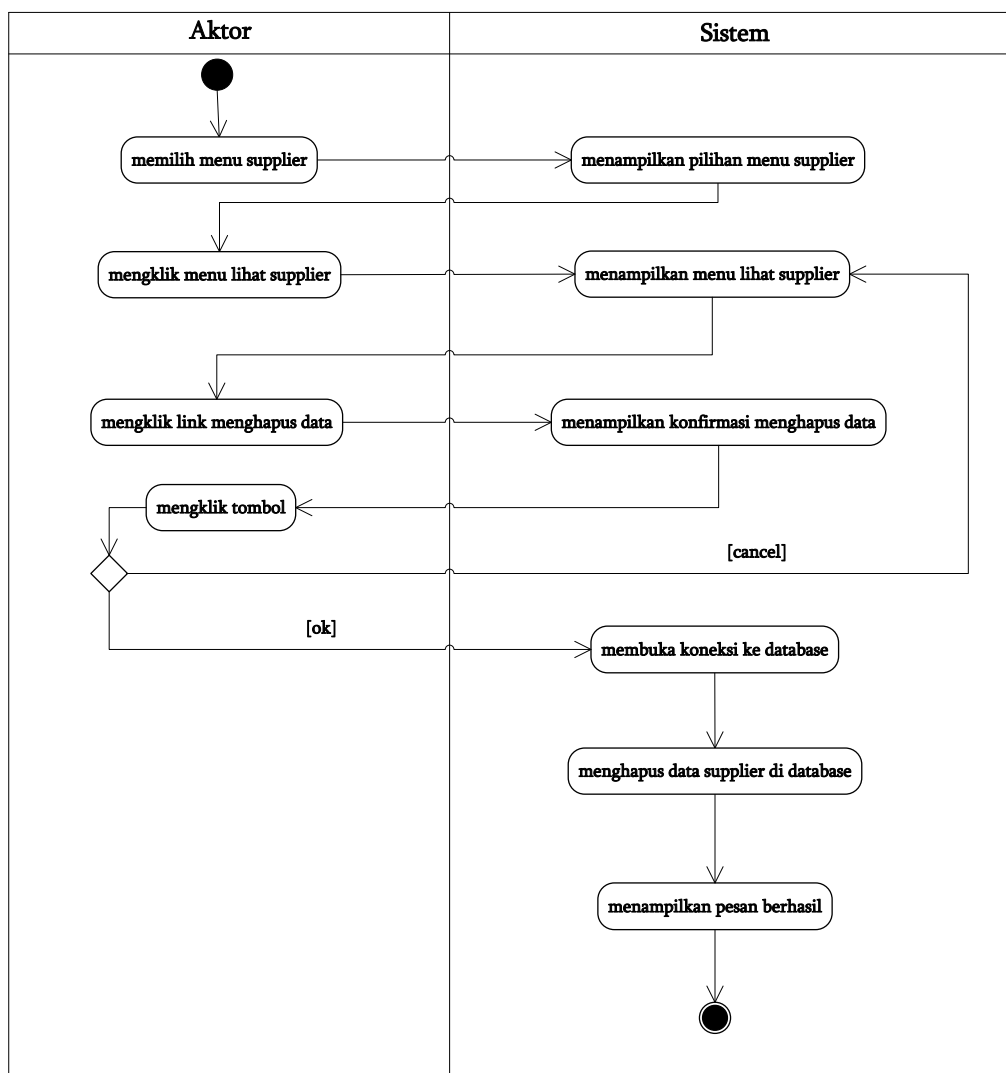 Aktor
Sistem
memilih menu supplier
menampilkan pilihan menu supplier
mengklik menu lihat supplier
menampilkan menu lihat supplier
mengklik link menghapus data
menampilkan konfirmasi menghapus data
mengklik tombol
[cancel]
[ok]
membuka koneksi ke database
menghapus data supplier di database
menampilkan pesan berhasil